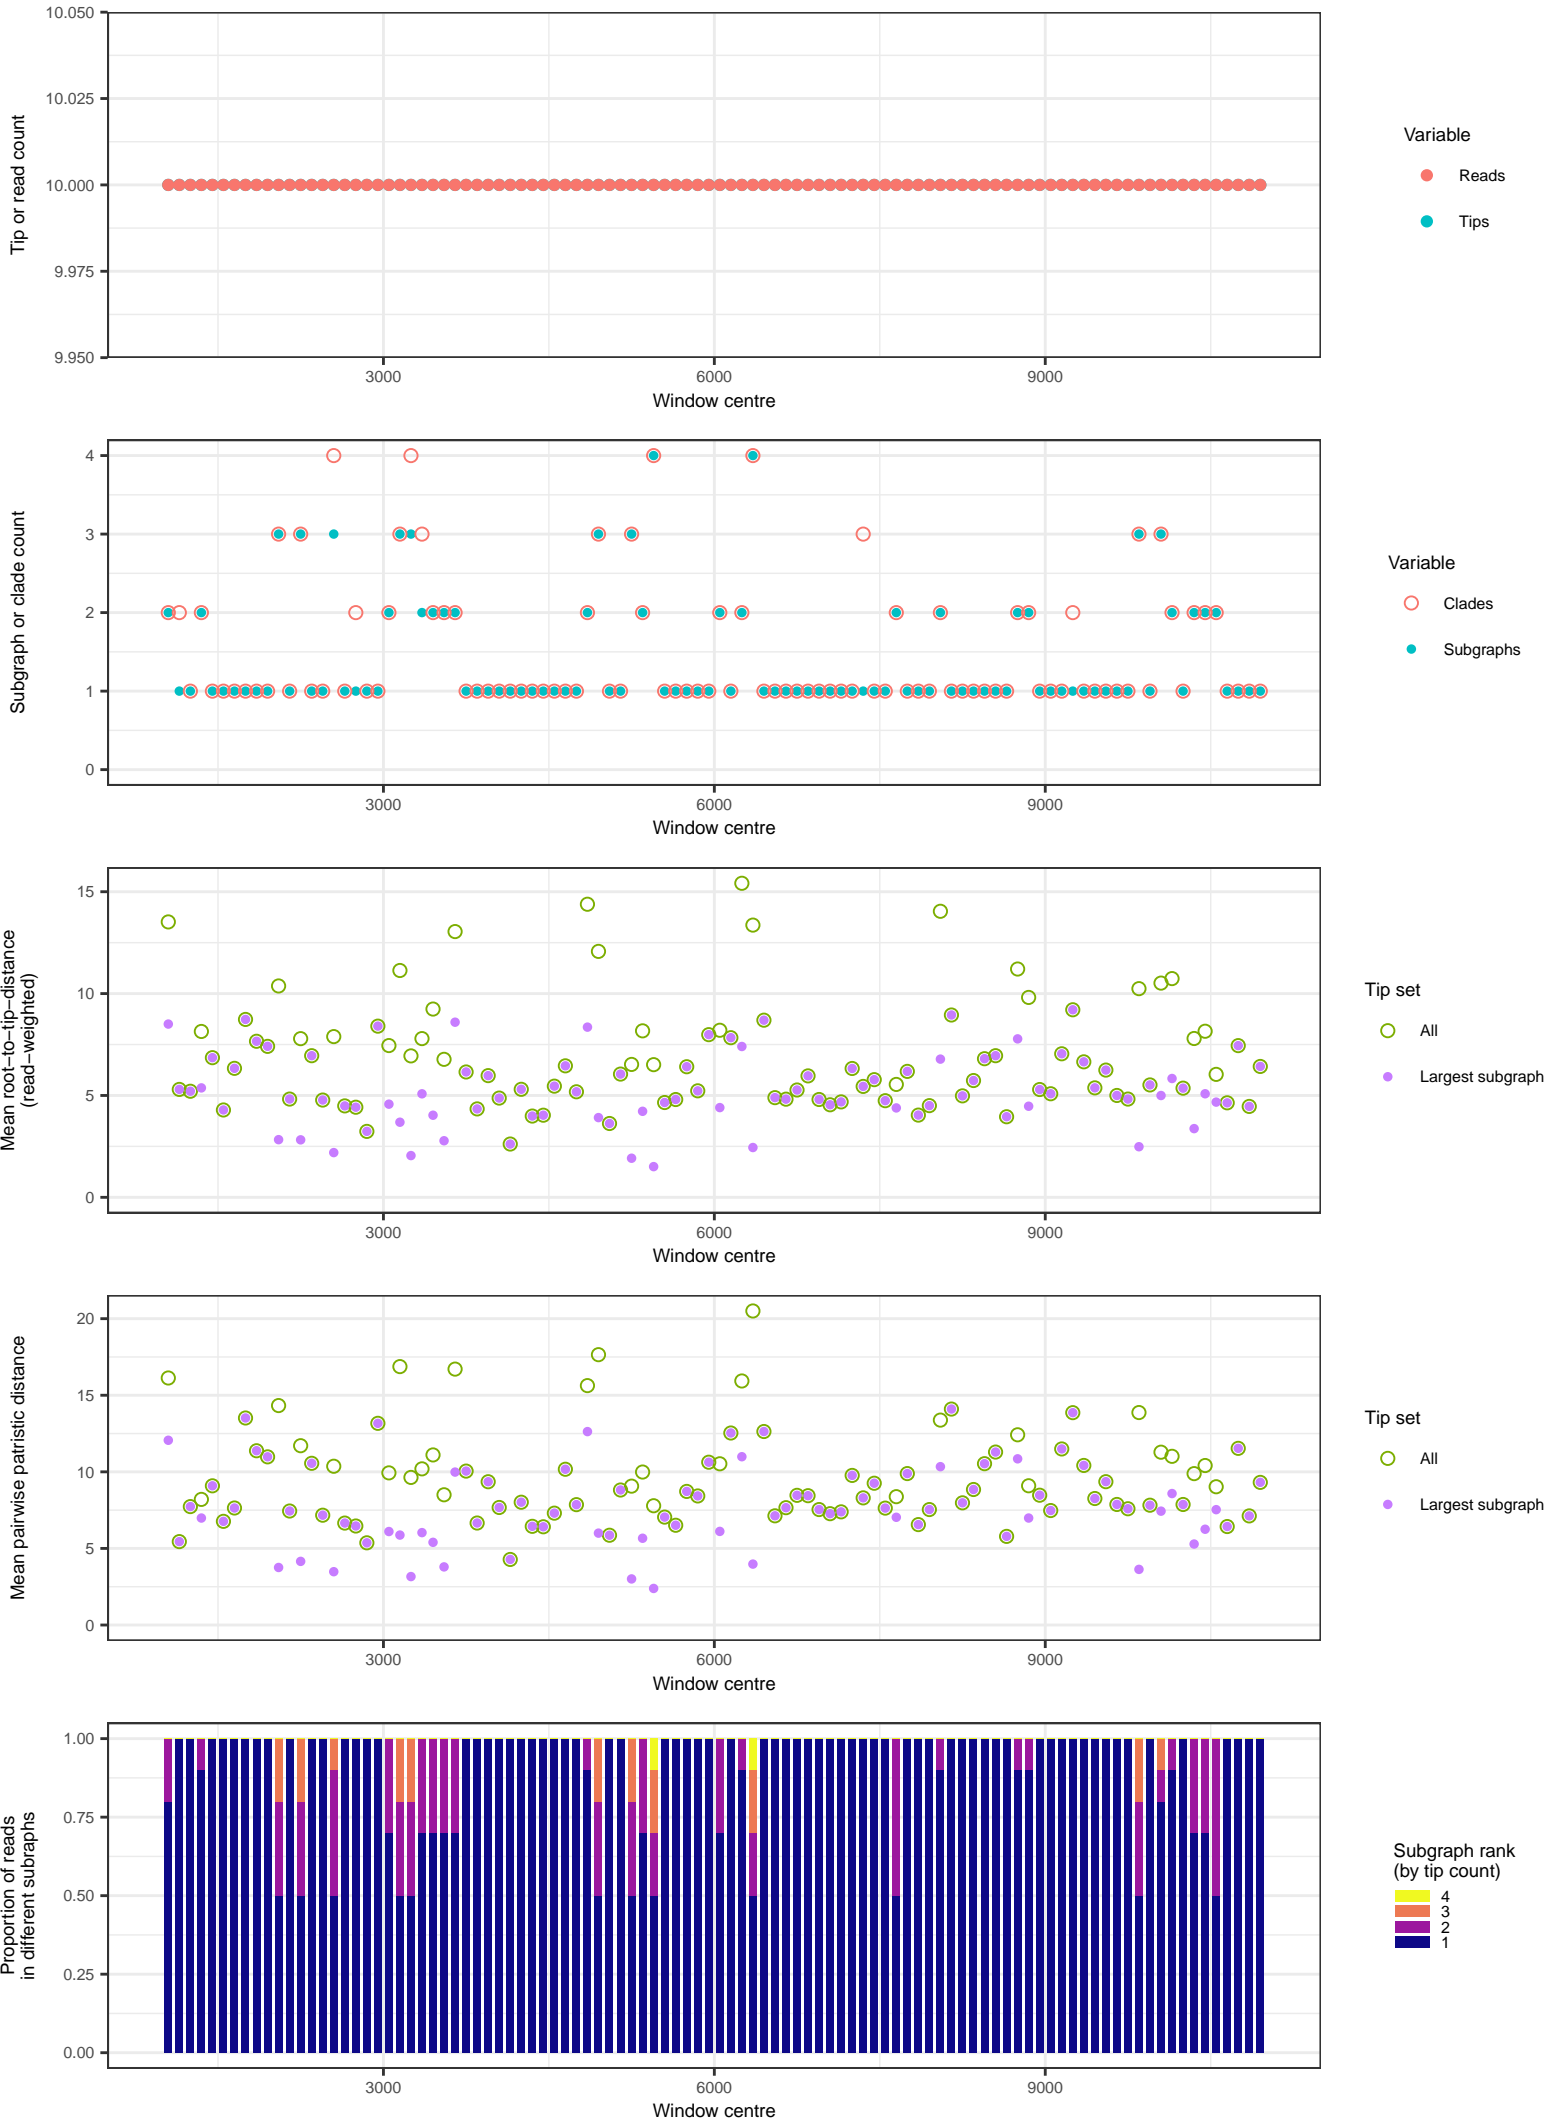 10.050
10.025
10.000
9.975
9.950
Tip or read count
3000
6000
9000
Window centre
Variable
Reads
Tips
4
3
2
1
0
Subgraph or clade count
3000
6000
9000
Window centre
Variable
Clades
Subgraphs
15
10
5
0
Mean root−to−tip−distance
(read−weighted)
3000
6000
9000
Window centre
Tip set
All
Largest subgraph
20
15
10
5
0
Mean pairwise patristic distance
3000
6000
9000
Window centre
Tip set
All
Largest subgraph
1.00
0.75
0.50
0.25
0.00
Proportion of reads
in different subraphs
3000
6000
9000
Window centre
Subgraph rank
(by tip count)
4
3
2
1